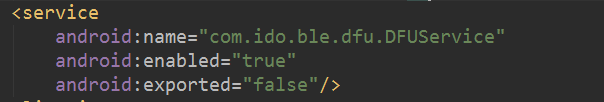 <service
android:name="com.ido.ble.dfu.DFUService"
android:enabled="true"
android:exported="false"/>